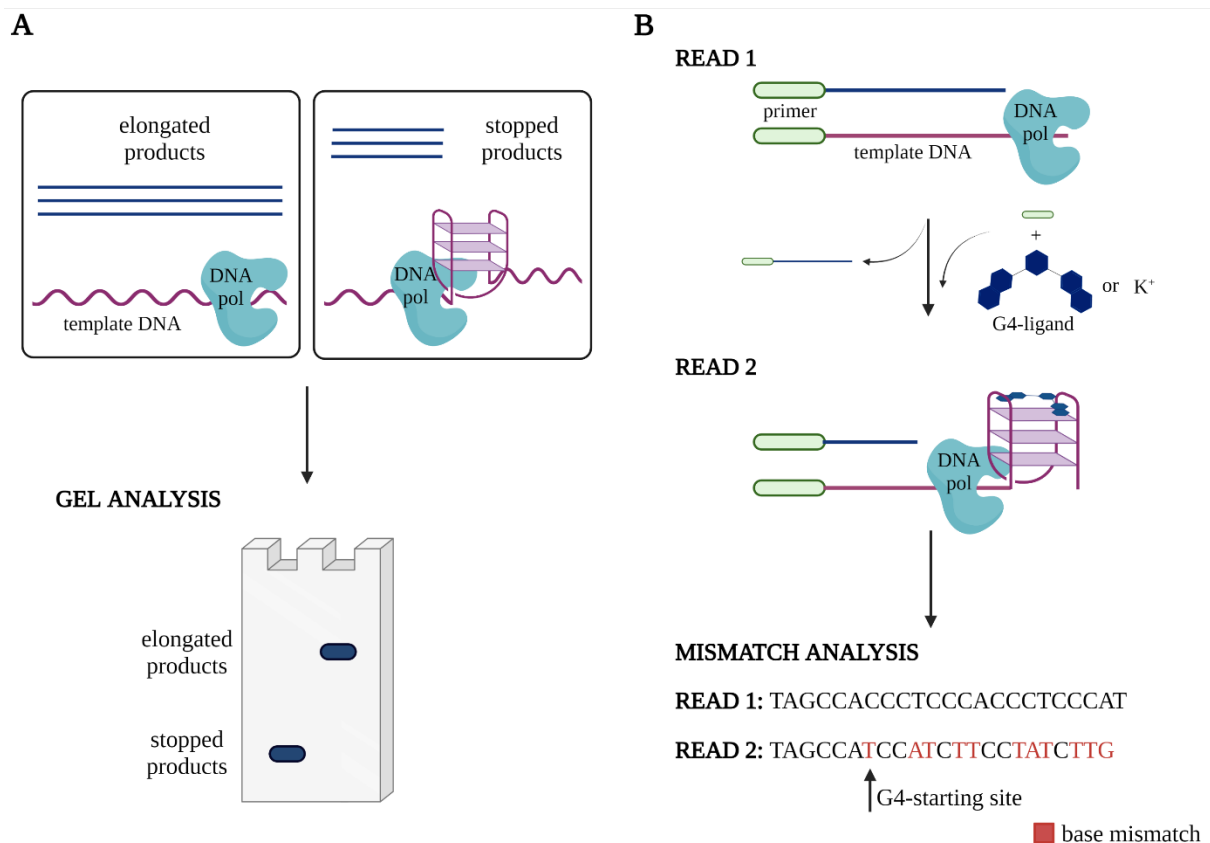 A
elongated
products
DNA
pol
template DNA
stopped
products
DNA
pol
GEL ANALYSIS
elongated
products
stopped
products
B
READ 1
primer
DNA
pol
template DNA
+
or K⁺
G4-ligand
READ 2
DNA
pol
MISMATCH ANALYSIS
READ 1: TAGCCACCCTCCCACCCTCCCAT
READ 2: TAGCCATCCATCTTCCTATCTTG
G4-starting site
base mismatch